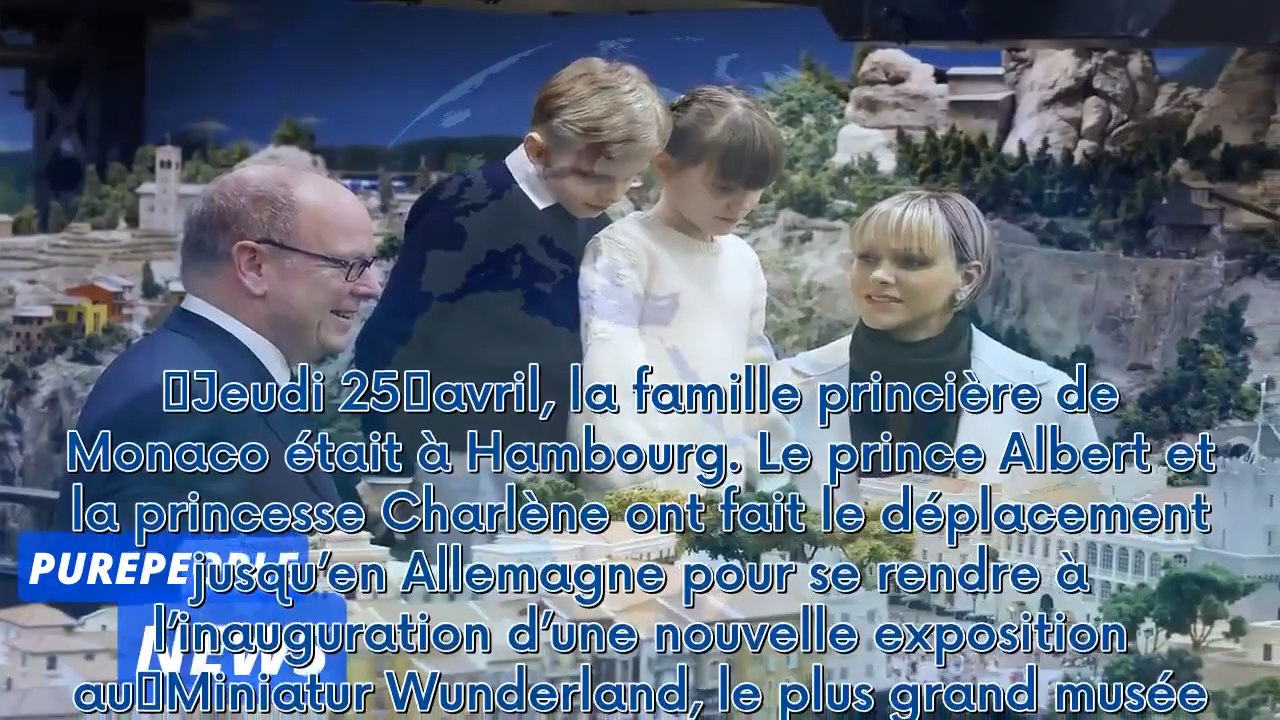 ▯Jeudi 25▯avril, la famille princière de
Monaco était à Hambourg. Le prince Albert et
la princesse Charlène ont fait le déplacement
jusqu’en Allemagne pour se rendre à
l’inauguration d’une nouvelle exposition
au▯Miniatur Wunderland, le plus grand musée
PUREPEOPLE
NEWS